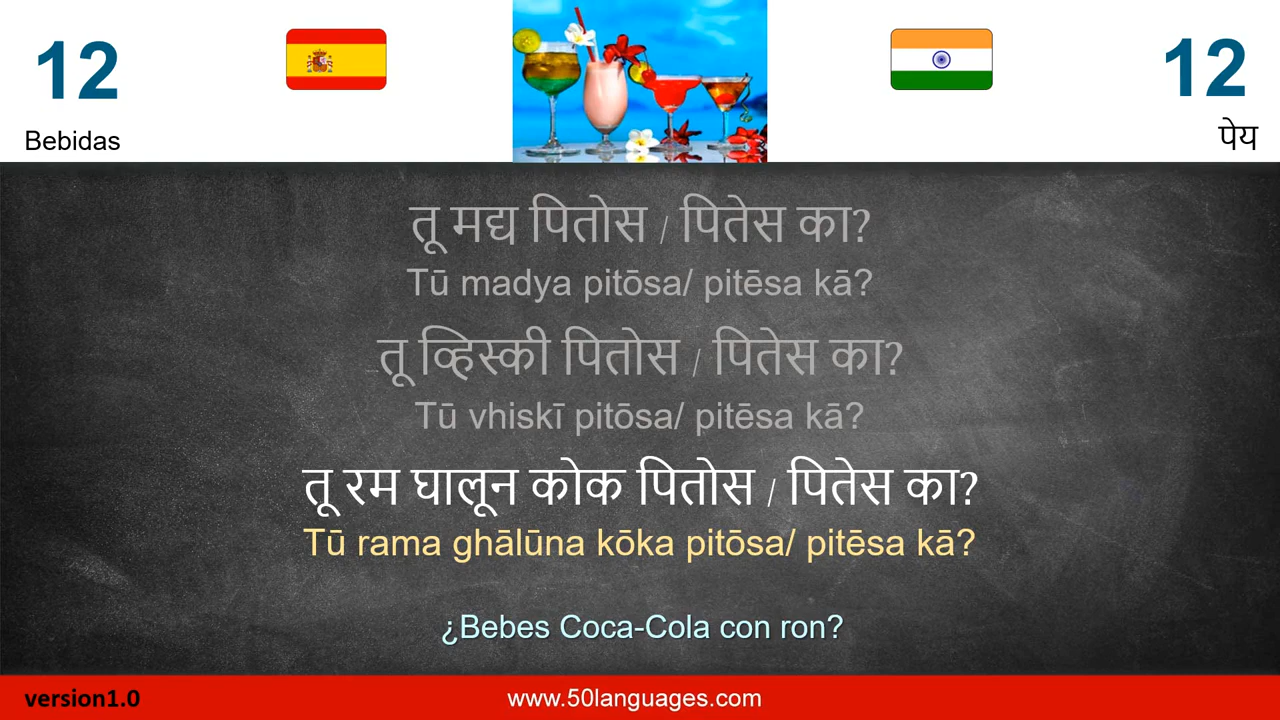 12
12
Bebidas
पेय
तू मद्य पितोस / पितेस का?
Tū madya pitōsa/ pitēsa kā?
तू व्हिस्की पितोस / पितेस का?
Tū vhiskī pitōsa/ pitēsa kā?
तू रम घालून कोक पितोस / पितेस का?
Tū rama ghālūna kōka pitōsa/ pitēsa kā?
¿Bebes Coca-Cola con ron?
version1.0
www.50languages.com